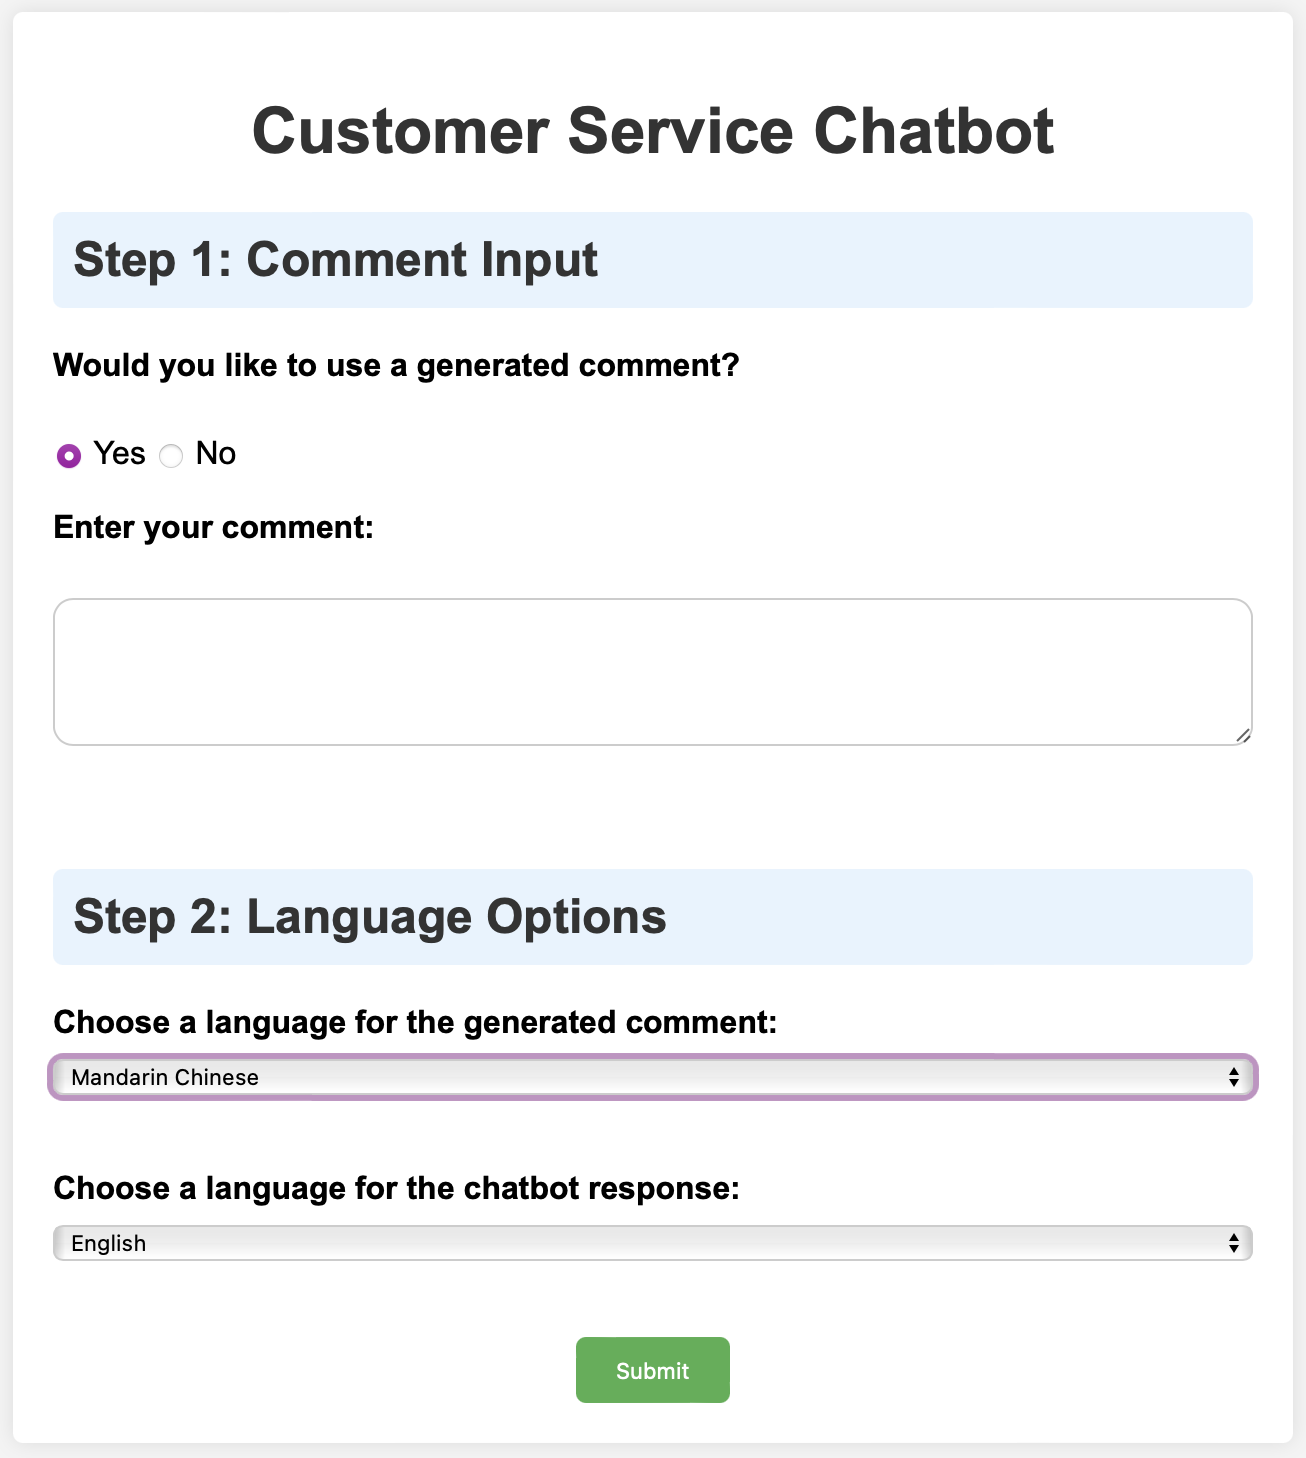 Customer Service Chatbot
Step 1: Comment Input
Would you like to use a generated comment?
Yes No
Enter your comment:
Step 2: Language Options
Choose a language for the generated comment:
Mandarin Chinese
Choose a language for the chatbot response:
English
Submit